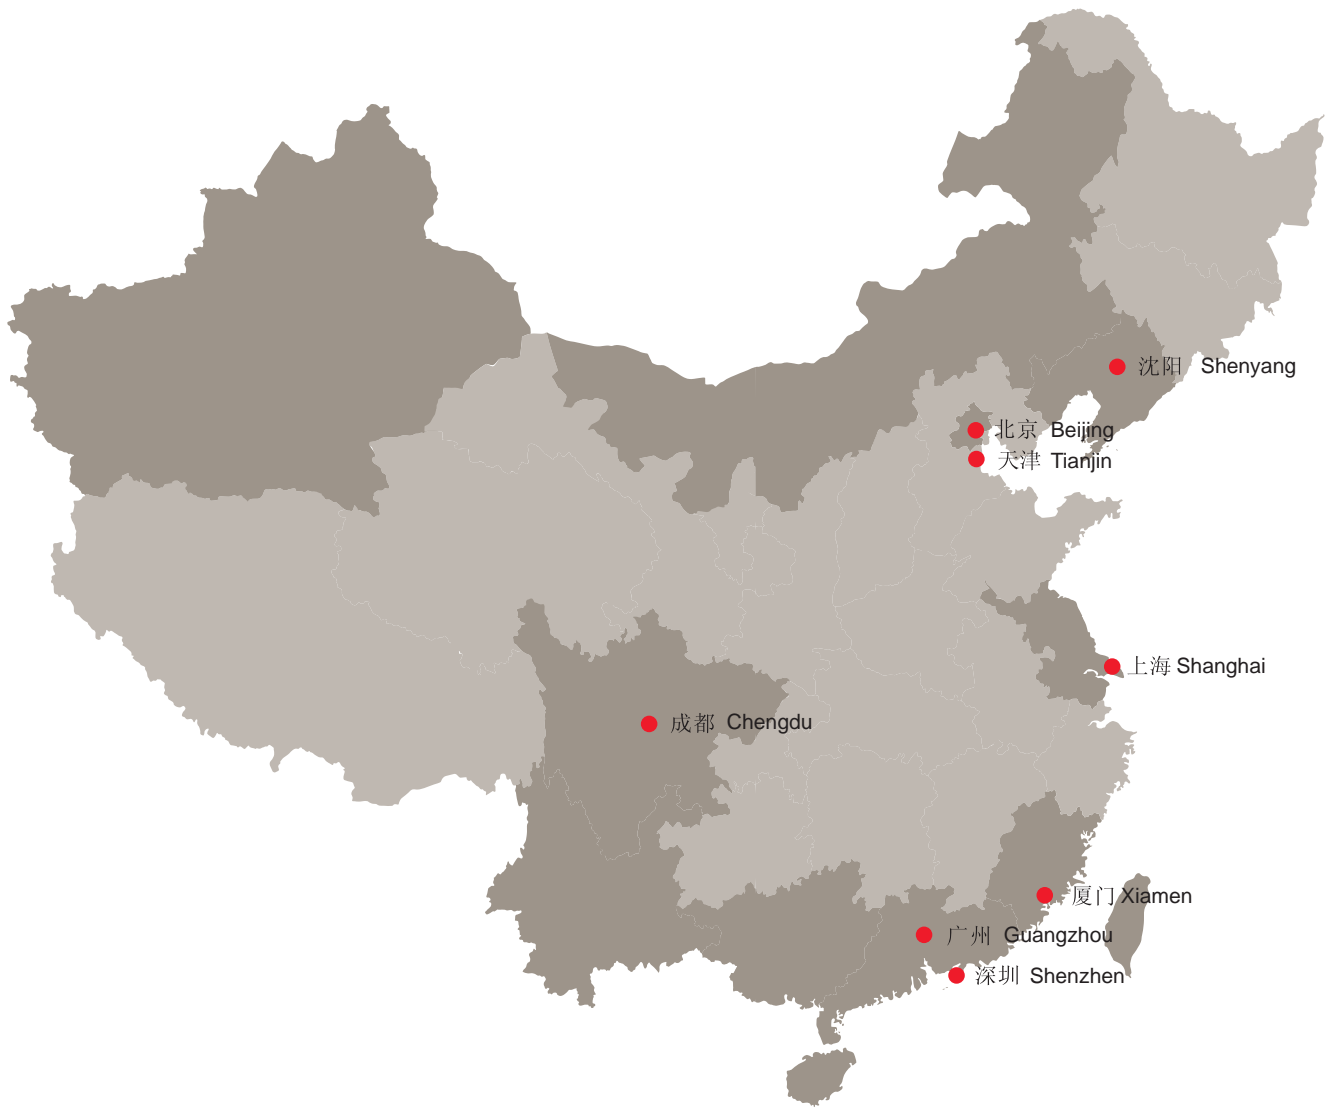 沈阳 Shenyang
北京 Beijing
天津 Tianjin
上海 Shanghai
成都 Chengdu
厦门 Xiamen
广州 Guangzhou
深圳 Shenzhen